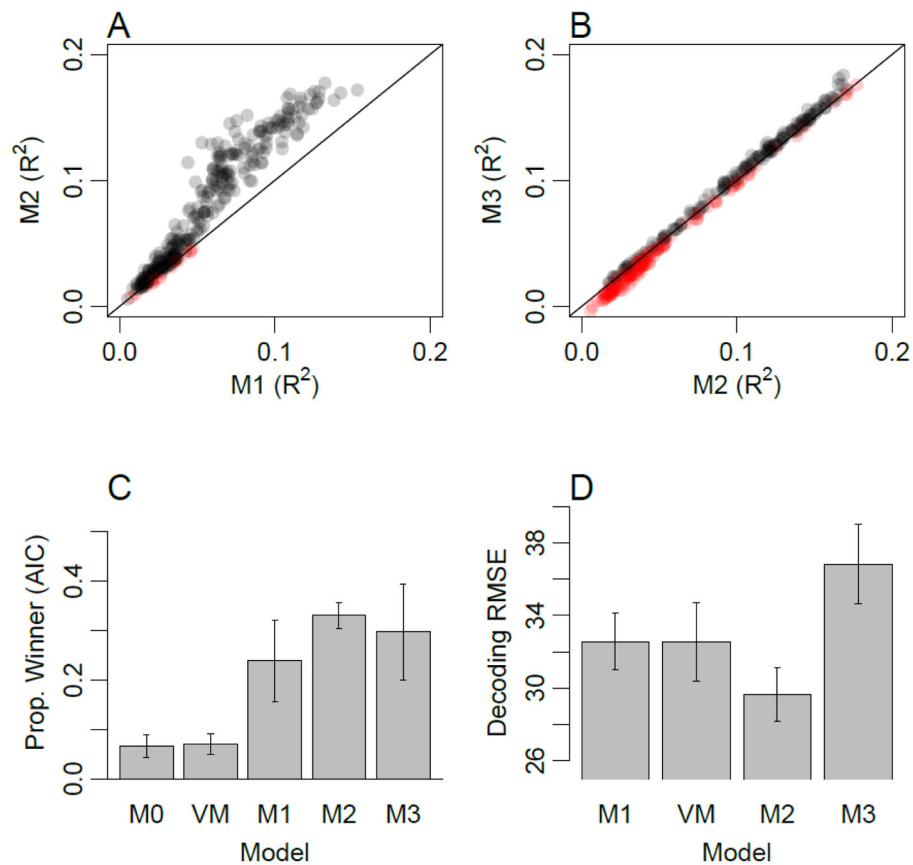 A
B
0.2
0.1
0.0
M2 (R²)
0.0
0.1
0.2
M1 (R²)
0.2
0.1
0.0
M3 (R²)
0.0
0.1
0.2
M2 (R²)
C
D
0.4
0.2
0.0
Prop. Winner (AIC)
M0 VM M1 M2 M3
Model
38
34
30
26
Decoding RMSE
M1 VM M2 M3
Model